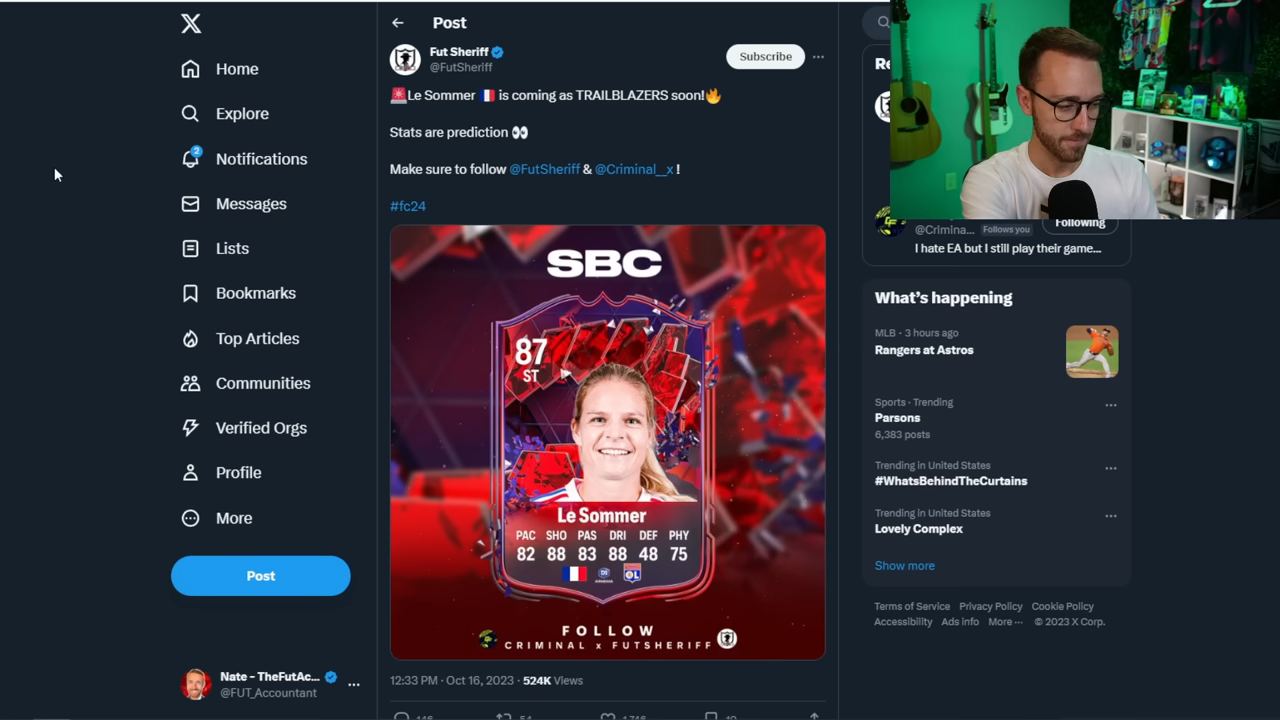 Home
Explore
2
Notifications
Messages
Lists
Bookmarks
Top Articles
Communities
Verified Orgs
Profile
More
Post
Nate - TheFutAc...
@FUT_Accountant
Post
Fut Sheriff
@FutSheriff
Subscribe
🚨Le Sommer 🇫🇷 is coming as TRAILBLAZERS soon!🔥
Stats are prediction 👀
Make sure to follow @FutSheriff & @Criminal__x !
#fc24
SBC
87
ST
Le Sommer
PAC SHO PAS DRI DEF PHY
82 88 83 88 48 75
FOLLOW
CRIMINAL x FUTSHERIFF
12:33 PM · Oct 16, 2023 · 524K Views
Re
@Crimina... Follows you
Following
I hate EA but I still play their game...
What's happening
MLB · 3 hours ago
Rangers at Astros
Sports · Trending
Parsons
6,383 posts
Trending in United States
#WhatsBehindTheCurtains
Trending in United States
Lovely Complex
Show more
Terms of Service Privacy Policy Cookie Policy
Accessibility Ads info More ··· © 2023 X Corp.